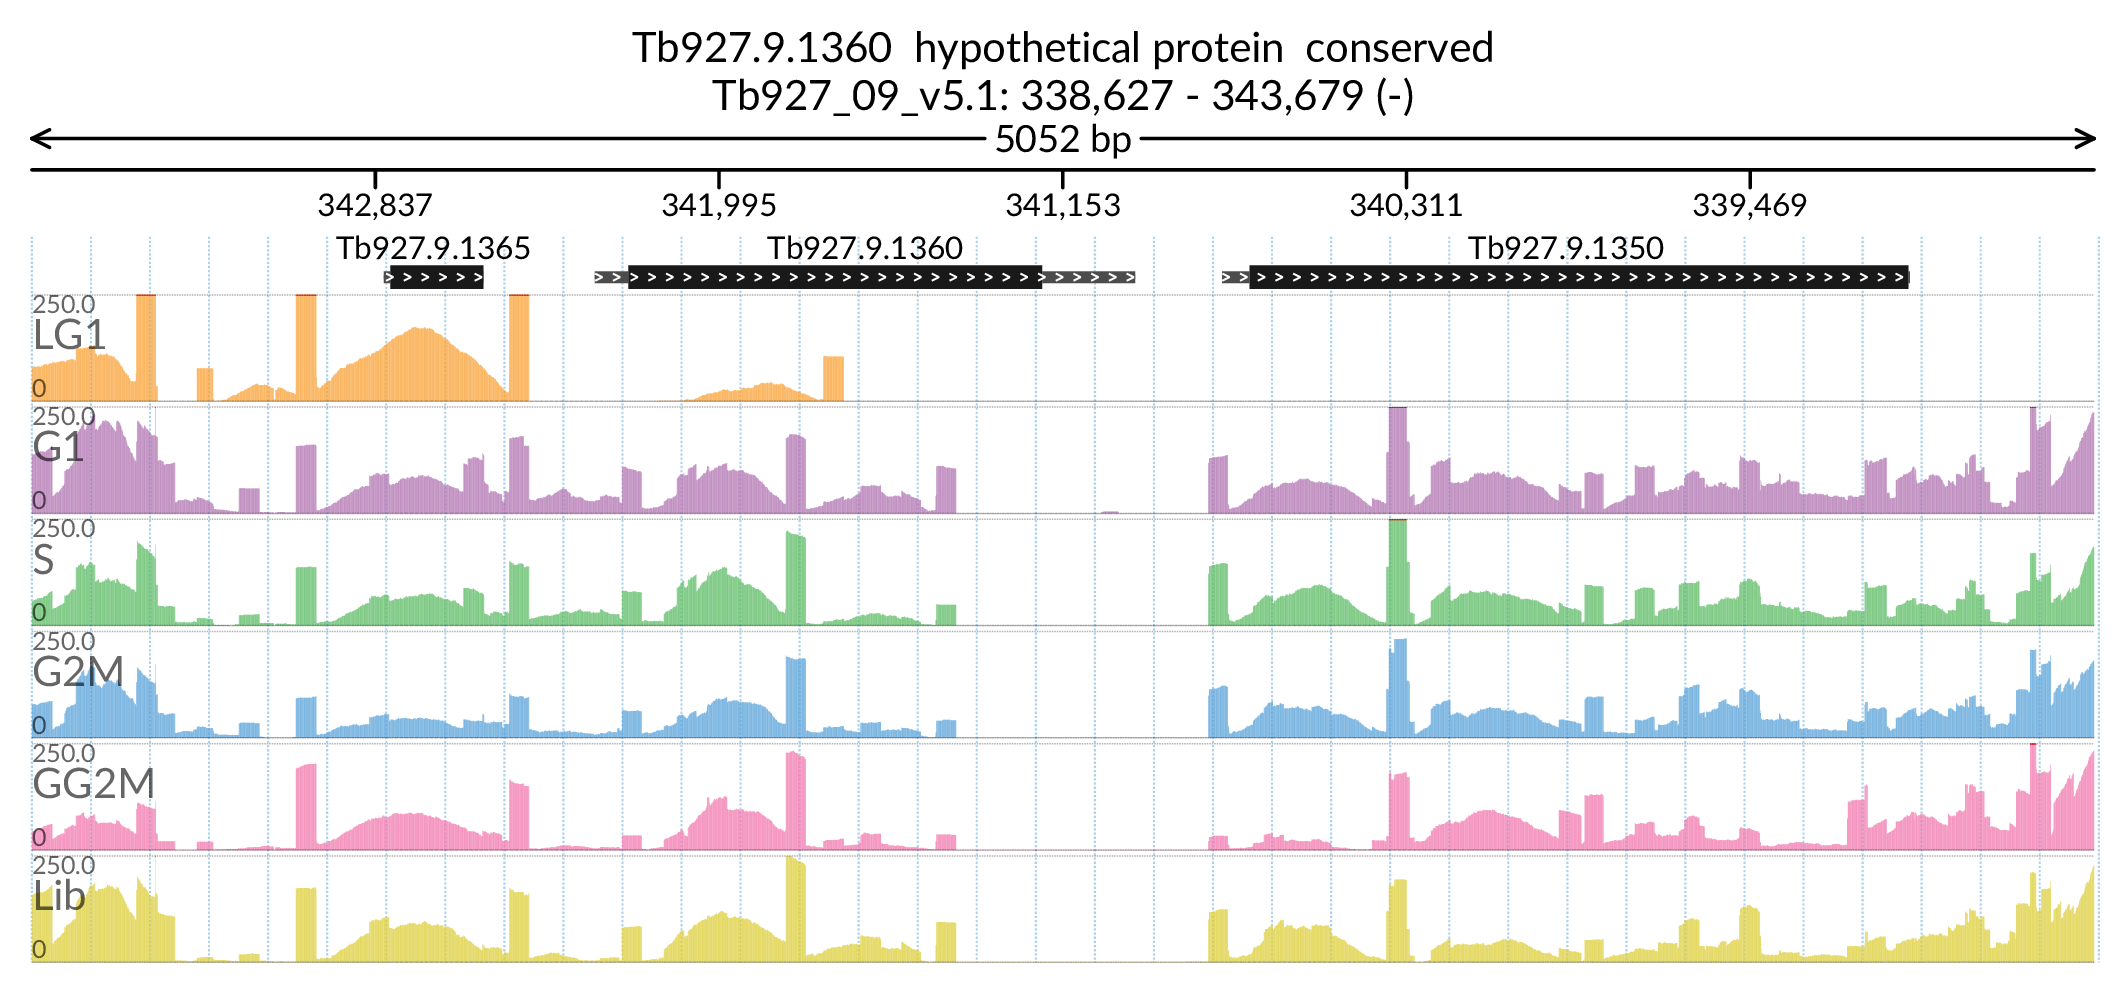 Tb927.9.1360 hypothetical protein conserved
Tb927_09_v5.1: 338,627 - 343,679 (-)
5052 bp
342,837 341,995 341,153 340,311 339,469
Tb927.9.1365 Tb927.9.1360 Tb927.9.1350
250.0
LG1
0
250.0
G1
0
250.0
S
0
250.0
G2M
0
250.0
GG2M
0
250.0
Lib
0